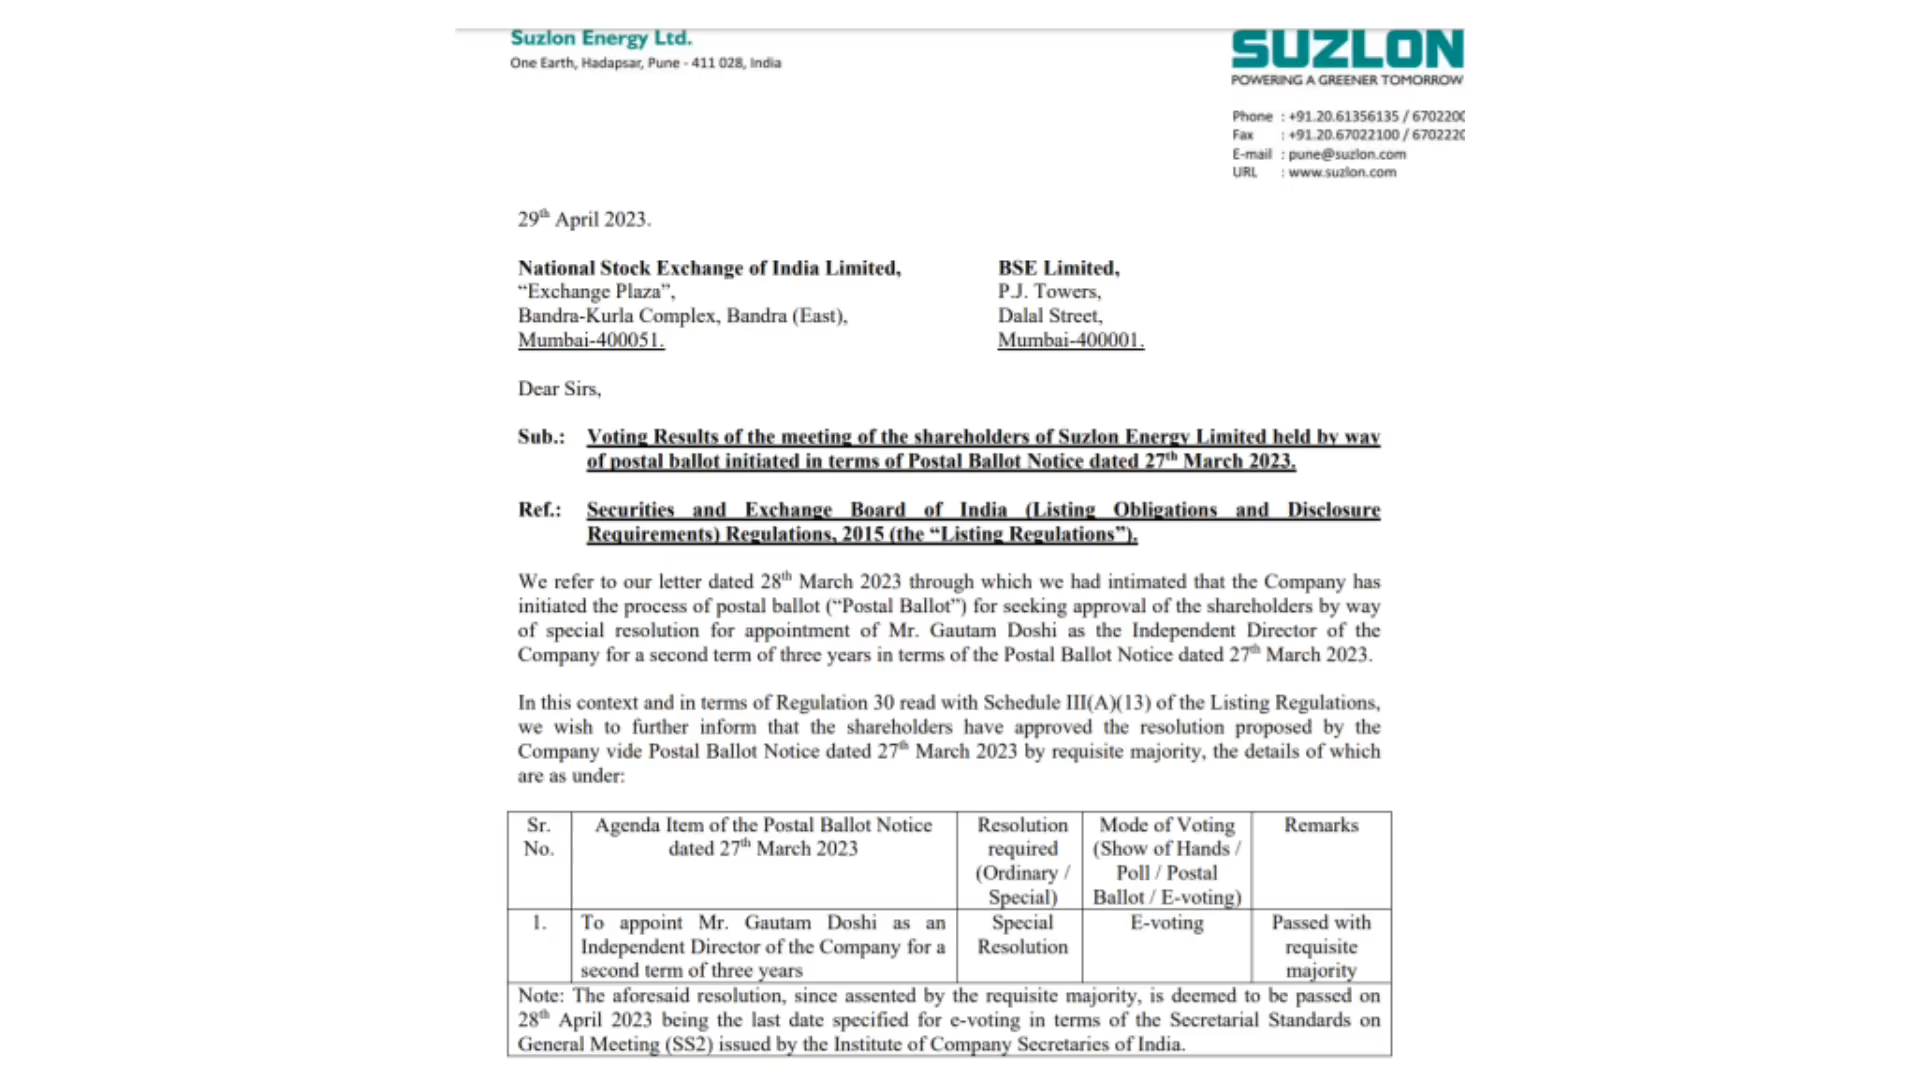 Suzlon Energy Ltd.
One Earth, Hadapsar, Pune - 411 028, India
SUZLON
POWERING A GREENER TOMORROW
Phone : +91.20.61356135 / 6702200
Fax : +91.20.67022100 / 6702220
E-mail : pune@suzlon.com
URL : www.suzlon.com
29th April 2023.
National Stock Exchange of India Limited,
“Exchange Plaza”,
Bandra-Kurla Complex, Bandra (East),
Mumbai-400051.
BSE Limited,
P.J. Towers,
Dalal Street,
Mumbai-400001.
Dear Sirs,
Sub.: Voting Results of the meeting of the shareholders of Suzlon Energy Limited held by way
of postal ballot initiated in terms of Postal Ballot Notice dated 27th March 2023.
Ref.: Securities and Exchange Board of India (Listing Obligations and Disclosure
Requirements) Regulations, 2015 (the “Listing Regulations”).
We refer to our letter dated 28th March 2023 through which we had intimated that the Company has
initiated the process of postal ballot (“Postal Ballot”) for seeking approval of the shareholders by way
of special resolution for appointment of Mr. Gautam Doshi as the Independent Director of the
Company for a second term of three years in terms of the Postal Ballot Notice dated 27th March 2023.
In this context and in terms of Regulation 30 read with Schedule III(A)(13) of the Listing Regulations,
we wish to further inform that the shareholders have approved the resolution proposed by the
Company vide Postal Ballot Notice dated 27th March 2023 by requisite majority, the details of which
are as under:
Sr.
No.
Agenda Item of the Postal Ballot Notice
dated 27th March 2023
Resolution
required
(Ordinary /
Special)
Mode of Voting
(Show of Hands /
Poll / Postal
Ballot / E-voting)
Remarks
1.
To appoint Mr. Gautam Doshi as an
Independent Director of the Company for a
second term of three years
Special
Resolution
E-voting
Passed with
requisite
majority
Note: The aforesaid resolution, since assented by the requisite majority, is deemed to be passed on
28th April 2023 being the last date specified for e-voting in terms of the Secretarial Standards on
General Meeting (SS2) issued by the Institute of Company Secretaries of India.